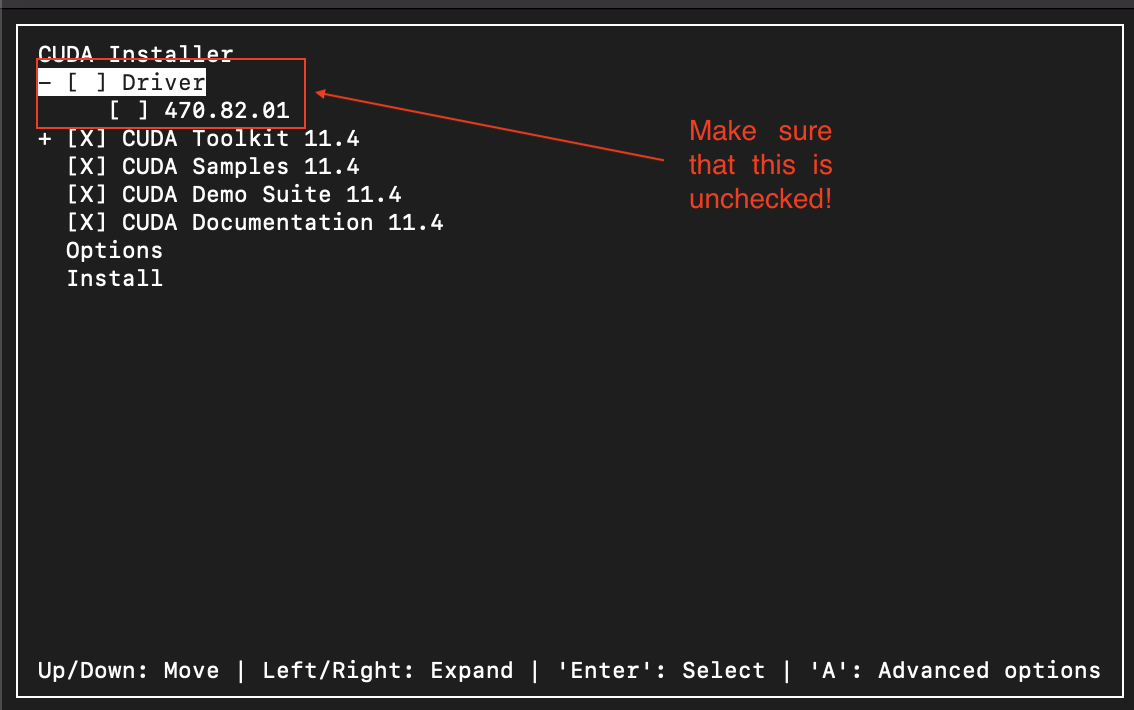 CUDA Installer
- [ ] Driver
[ ] 470.82.01
+ [X] CUDA Toolkit 11.4
[X] CUDA Samples 11.4
[X] CUDA Demo Suite 11.4
[X] CUDA Documentation 11.4
Options
Install
Make sure
that this is
unchecked!
Up/Down: Move | Left/Right: Expand | 'Enter': Select | 'A': Advanced options